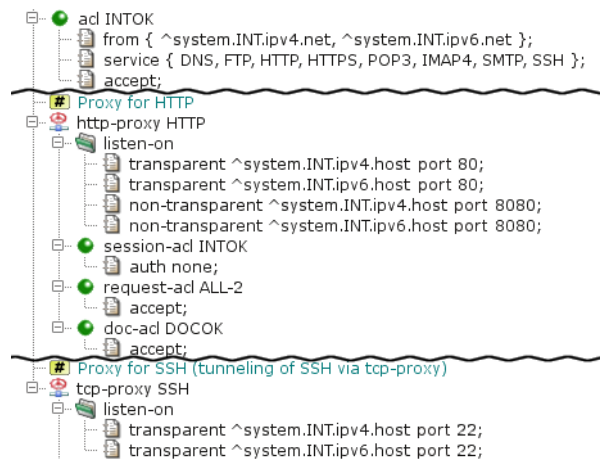 acl INTOK
from { ^system.INT.ipv4.net, ^system.INT.ipv6.net };
service { DNS, FTP, HTTP, HTTPS, POP3, IMAP4, SMTP, SSH };
accept;
# Proxy for HTTP
http-proxy HTTP
listen-on
transparent ^system.INT.ipv4.host port 80;
transparent ^system.INT.ipv6.host port 80;
non-transparent ^system.INT.ipv4.host port 8080;
non-transparent ^system.INT.ipv6.host port 8080;
session-acl INTOK
auth none;
request-acl ALL-2
accept;
doc-acl DOCOK
accept;
# Proxy for SSH (tunneling of SSH via tcp-proxy)
tcp-proxy SSH
listen-on
transparent ^system.INT.ipv4.host port 22;
transparent ^system.INT.ipv6.host port 22;